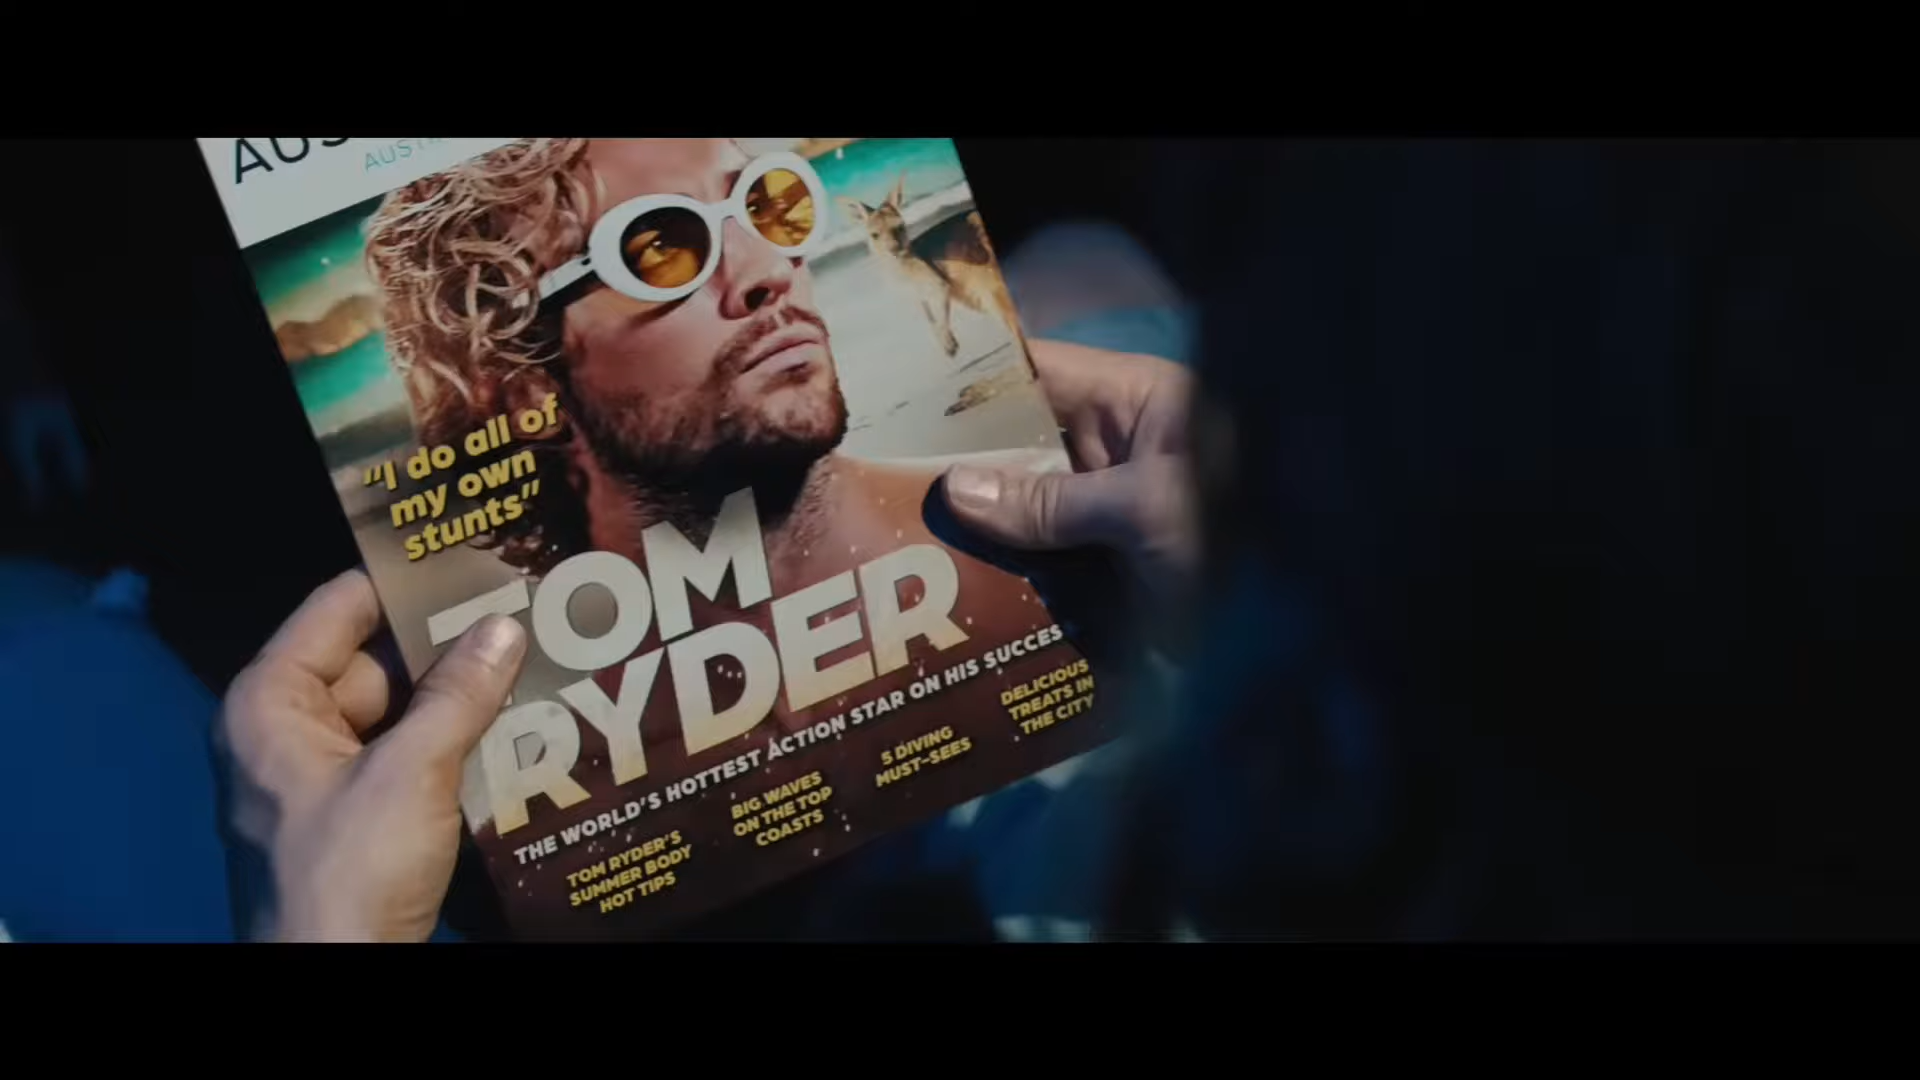 "I do all of
my own
stunts"
TOM
RYDER
THE WORLD'S HOTTEST ACTION STAR ON HIS SUCCES
TOM RYDER'S
SUMMER BODY
HOT TIPS
BIG WAVES
ON THE TOP
COASTS
5 DIVING
MUST-SEES
DELICIOUS
TREATS IN
THE CITY